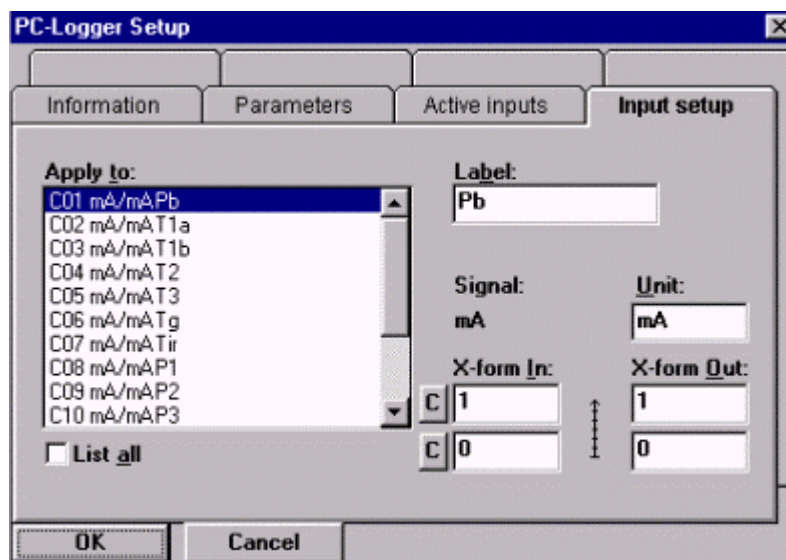 PC-Logger Setup
Information Parameters Active inputs Input setup
Apply to:
C01 mA/mAPb
C02 mA/mAT1a
C03 mA/mAT1b
C04 mA/mAT2
C05 mA/mAT3
C06 mA/mATg
C07 mA/mATir
C08 mA/mAP1
C09 mA/mAP2
C10 mA/mAP3
List all
Label:
Pb
Signal: Unit:
mA mA
X-form In: X-form Out:
C 1 1
C 0 0
OK Cancel